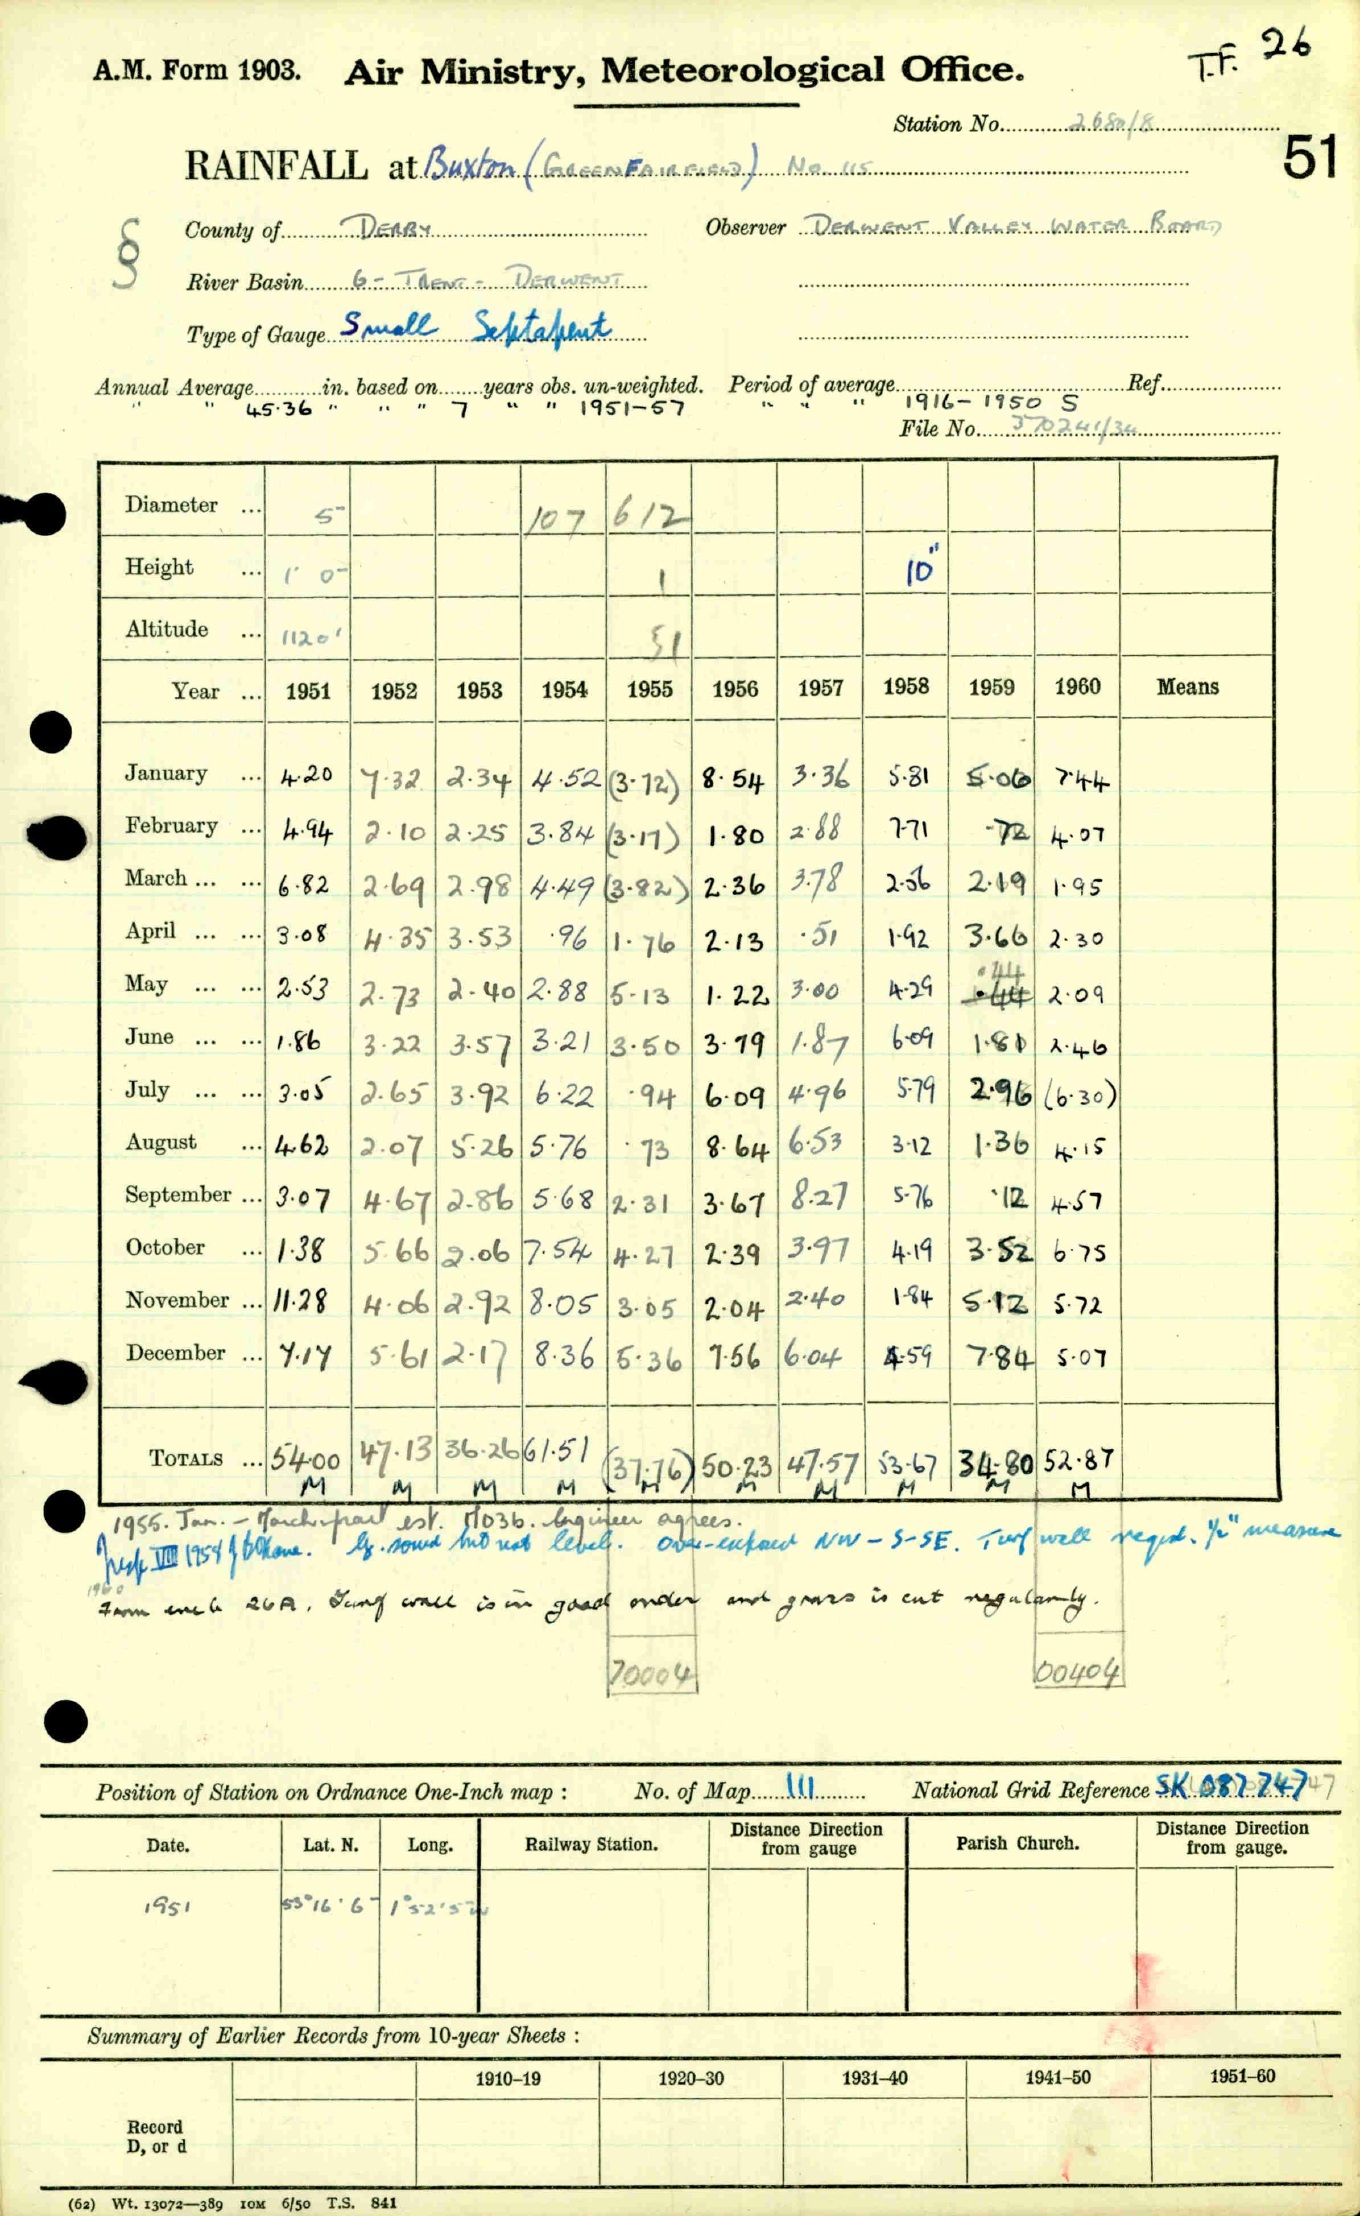 T.F. 26
A.M. Form 1903. Air Ministry, Meteorological Office.
Station No. 2680/8
51
RAINFALL at Buxton (GREENFAIRFIELD) No. 115
County of DERBY Observer DERWENT VALLEY WATER BOARD
§
River Basin 6 - TRENT - DERWENT
Type of Gauge Small Septapent
Annual Average in. based on years obs. un-weighted. Period of average Ref.
" " 45.36 " " " 7 " " 1951-57 " " " 1916-1950 S
File No. 370241/34
Diameter ... 5" 107 612
Height ... 1' 0" 1 10"
Altitude ... 1120' 51
Year ... 1951 1952 1953 1954 1955 1956 1957 1958 1959 1960 Means
January ... 4.20 7.32 2.34 4.52 (3.72) 8.54 3.36 5.81 5.06 7.44
February ... 4.94 2.10 2.25 3.84 (3.17) 1.80 2.88 7.71 .72 4.07
March ... ... 6.82 2.69 2.98 4.49 (3.82) 2.36 3.78 2.56 2.19 1.95
April ... ... 3.08 4.35 3.53 .96 1.76 2.13 .51 1.92 3.66 2.30
.44
May ... ... 2.53 2.73 2.40 2.88 5.13 1.22 3.00 4.29 .44 2.09
June ... ... 1.86 3.22 3.57 3.21 3.50 3.79 1.87 6.09 1.81 2.46
July ... ... 3.05 2.65 3.92 6.22 .94 6.09 4.96 5.79 2.96 (6.30)
August ... 4.62 2.07 5.26 5.76 .73 8.64 6.53 3.12 1.36 4.15
September ... 3.07 4.67 2.86 5.68 2.31 3.67 8.27 5.76 .12 4.57
October ... 1.38 5.66 2.06 7.54 4.27 2.39 3.97 4.19 3.52 6.75
November ... 11.28 4.06 2.92 8.05 3.05 2.04 2.40 1.84 5.12 5.72
December ... 7.17 5.61 2.17 8.36 5.36 7.56 6.04 4.59 7.84 5.07
TOTALS ... 54.00 47.13 36.26 61.51 (37.76) 50.23 47.57 53.67 34.80 52.87
M M M M M M M M M M
1955. Jan. - March part est. MO3b. Engineer agrees.
Insp VIII 1958 G. sound but not level. Over-exposed NW - S-SE. Turf wall reqd. 1/2" measure
1960
From encl 26A. Turf wall is in good order and grass is cut regularly.
70004 00404
Position of Station on Ordnance One-Inch map : No. of Map 111 National Grid Reference SK 087747
Date. Lat. N. Long. Railway Station. Distance Direction from gauge Parish Church. Distance Direction from gauge.
1951 53° 16' 6" 1° 52' 5" W
Summary of Earlier Records from 10-year Sheets :
1910–19 1920–30 1931–40 1941–50 1951–60
Record
D, or d
(62) Wt. 13072—389 10M 6/50 T.S. 841